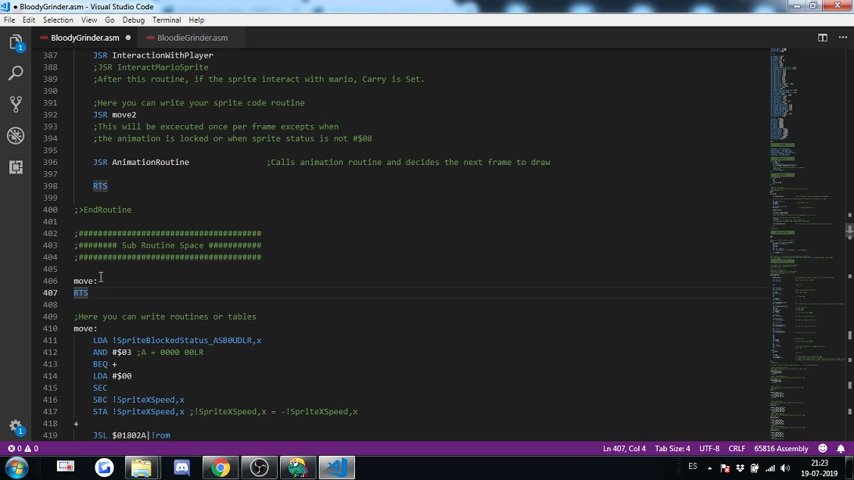 ● BloodyGrinder.asm - Visual Studio Code
File Edit Selection View Go Debug Terminal Help
BloodyGrinder.asm ● BloodieGrinder.asm
387 JSR InteractionWithPlayer
388 ;JSR InteractMarioSprite
389 ;After this routine, if the sprite interact with mario, Carry is Set.
390
391 ;Here you can write your sprite code routine
392 JSR move2
393 ;This will be excecuted once per frame excepts when
394 ;the animation is locked or when sprite status is not #$08
395
396 JSR AnimationRoutine ;Calls animation routine and decides the next frame to draw
397
398 RTS
399
400 ;>EndRoutine
401
402 ;######################################
403 ;######## Sub Routine Space ###########
404 ;######################################
405
406 move:
407 RTS
408
409 ;Here you can write routines or tables
410 move:
411 LDA !SpriteBlockedStatus_ASB0UDLR,x
412 AND #$03 ;A = 0000 00LR
413 BEQ +
414 LDA #$00
415 SEC
416 SBC !SpriteXSpeed,x
417 STA !SpriteXSpeed,x ;!SpriteXSpeed,x = -!SpriteXSpeed,x
418 +
419 JSL $01802A|!rom
0 0 Ln 407, Col 4 Tab Size: 4 UTF-8 CRLF 65816 Assembly
ES 21:23
19-07-2019